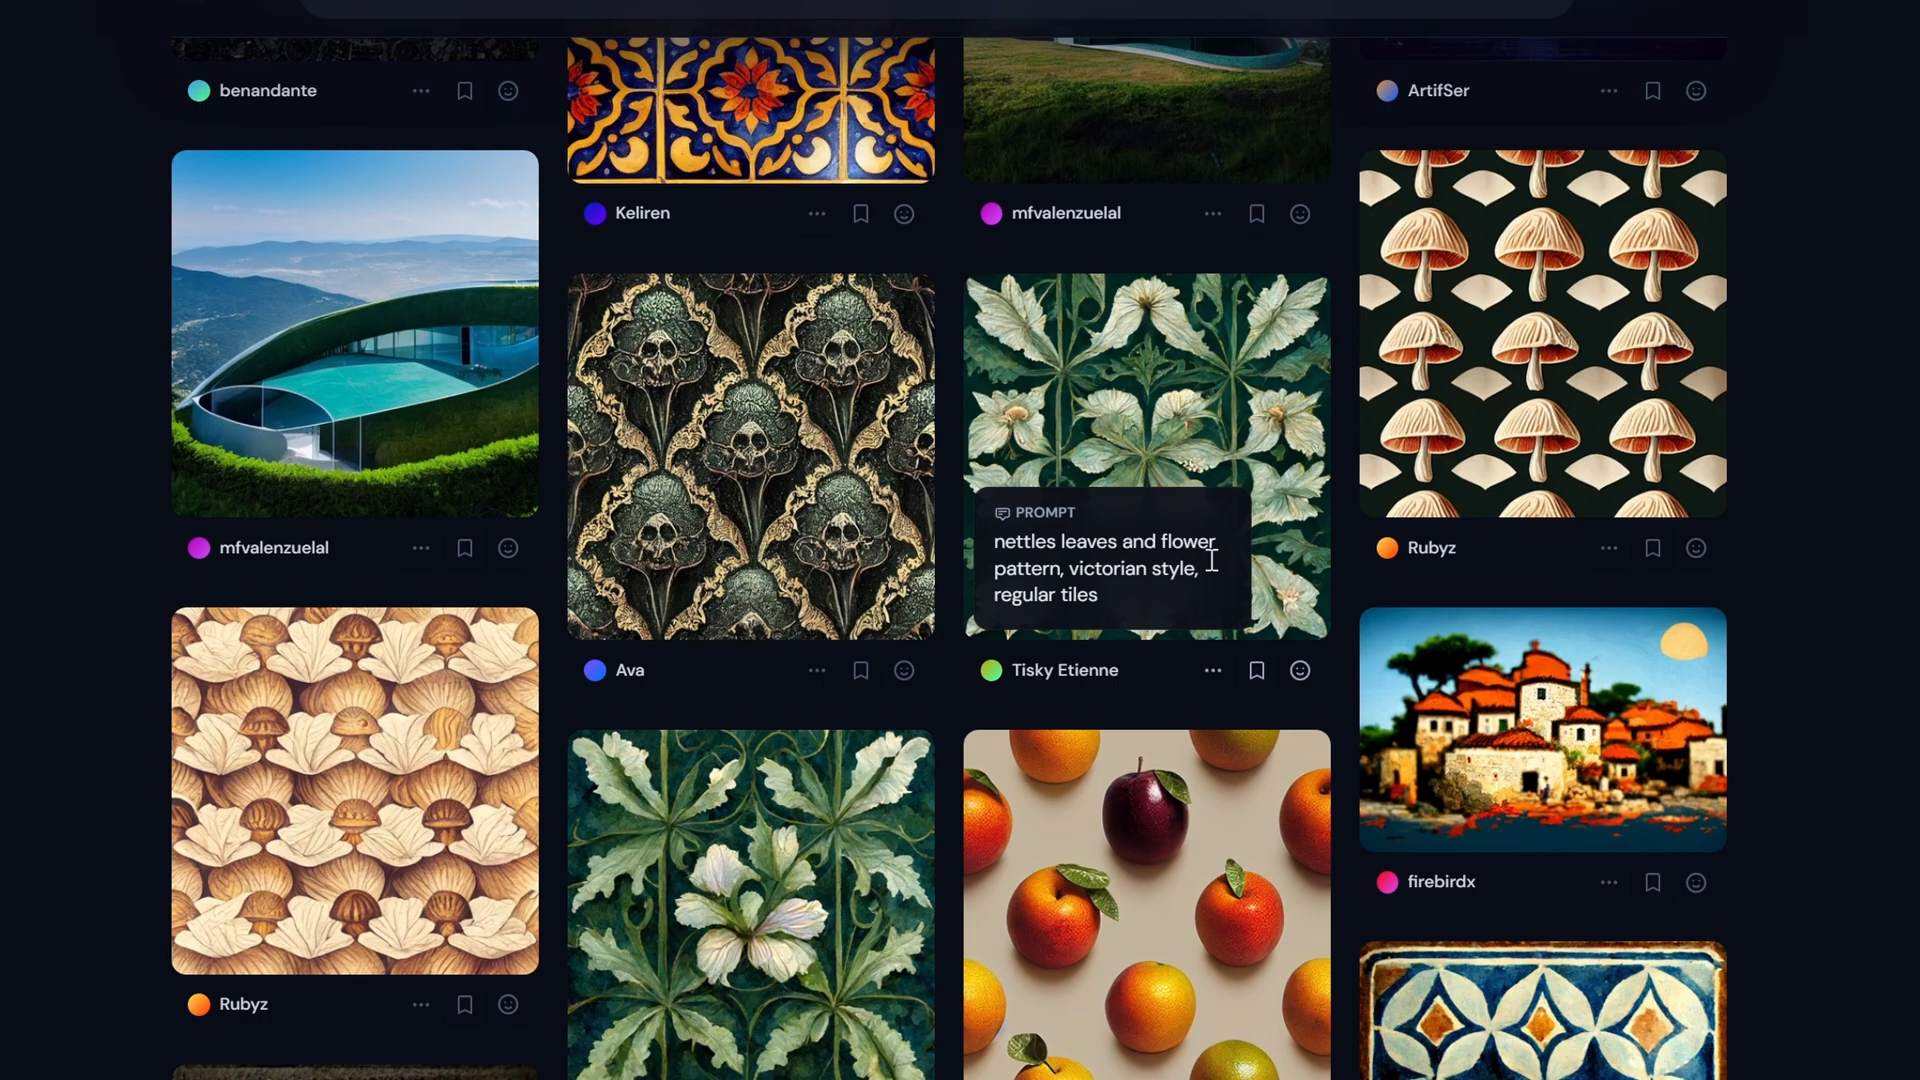 benandante
ArtifSer
Keliren
mfvalenzuelal
PROMPT
nettles leaves and flower
pattern, victorian style,
regular tiles
mfvalenzuelal
Rubyz
Ava
Tisky Etienne
firebirdx
Rubyz